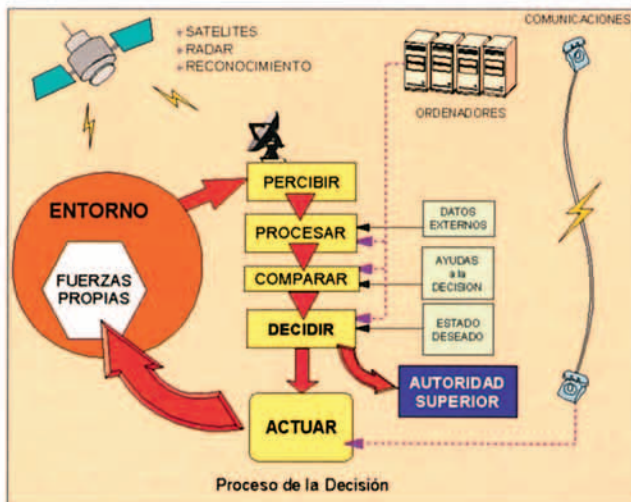 COMUNICACIONES
SATELITES
RADAR
RECONOCIMIENTO
ORDENADORES
PERCIBIR
ENTORNO
PROCESAR
DATOS
EXTERNOS
FUERZAS
PROPIAS
COMPARAR
AYUDAS
a la
DECISION
DECIDIR
ESTADO
DESEADO
AUTORIDAD
SUPERIOR
ACTUAR
Proceso de la Decisión